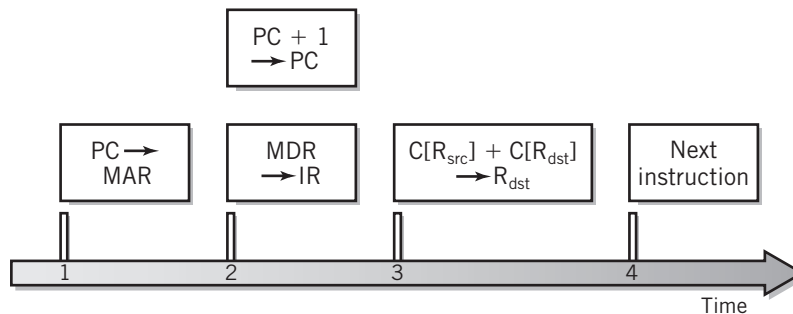 PC + 1
→ PC
PC →
MAR
MDR
→ IR
C[R_src] + C[R_dst]
→ R_dst
Next
instruction
1
2
3
4
Time